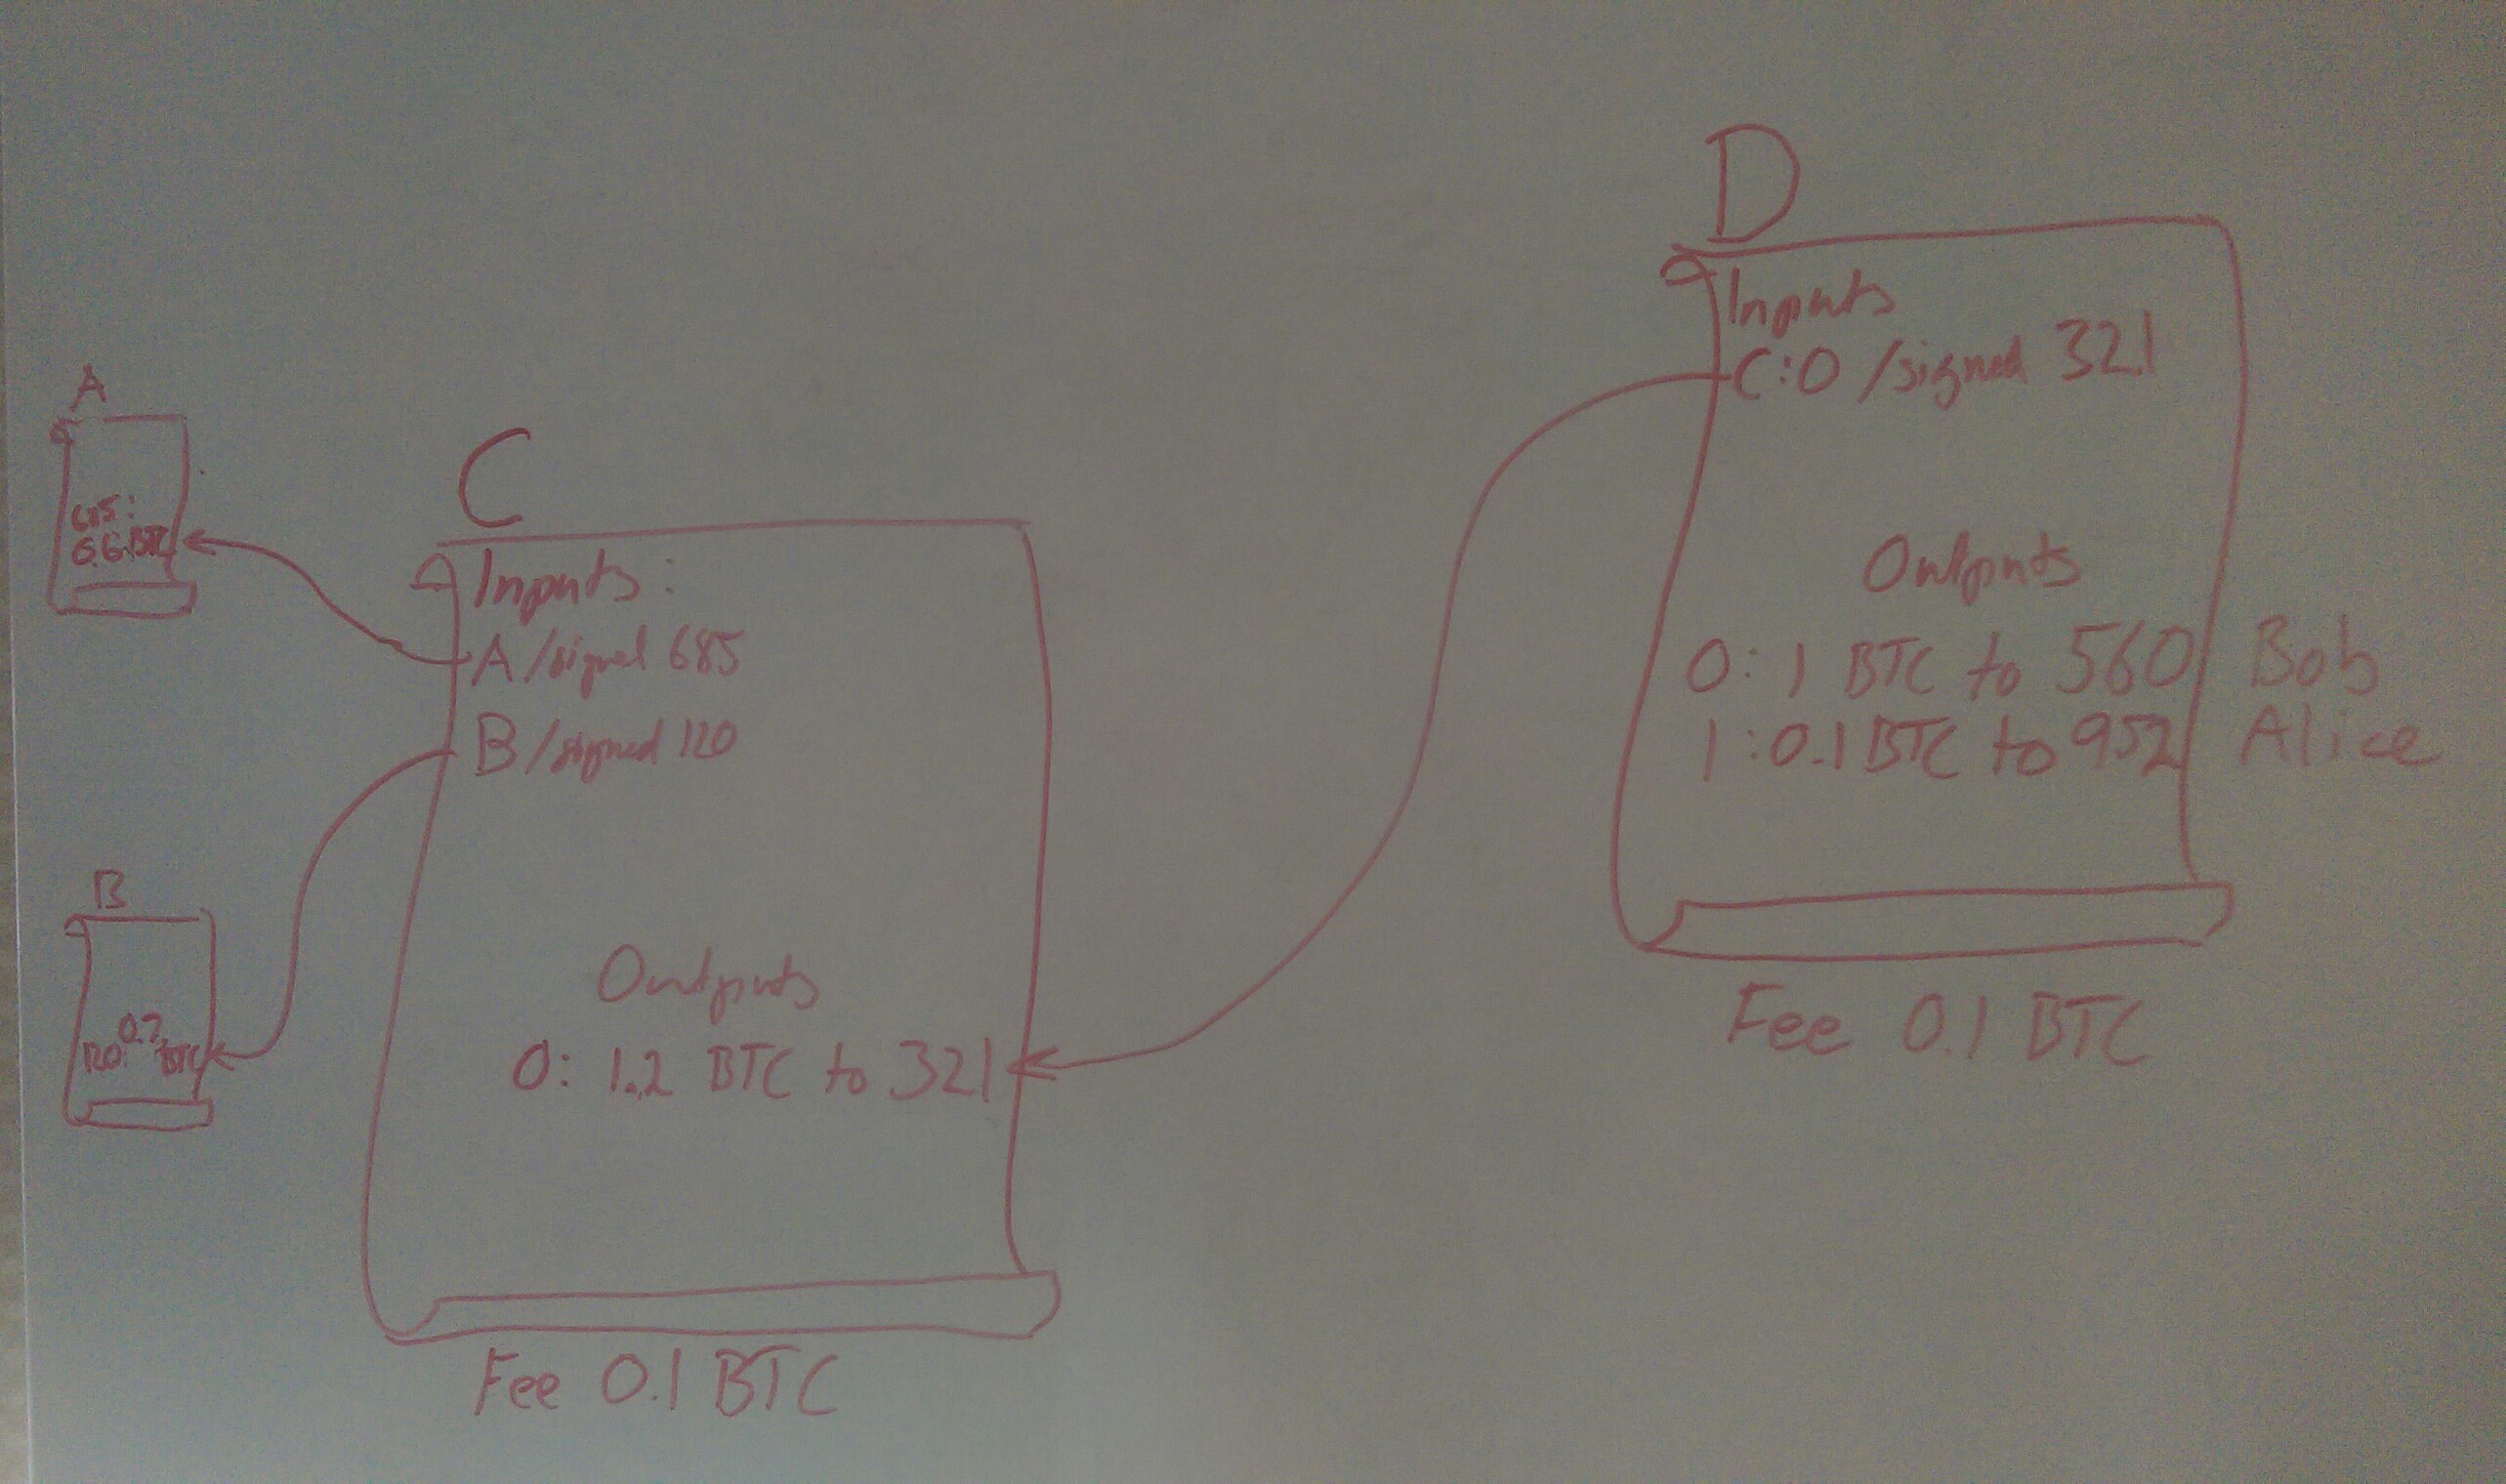 A
685:
0.6 BTC
B
0.7
120: BTC
C
Inputs:
A /signed 685
B /signed 120
Outputs
0: 1.2 BTC to 321
Fee 0.1 BTC
D
Inputs
C:0 /signed 321
Outputs
0: 1 BTC to 560 Bob
1: 0.1 BTC to 952 Alice
Fee 0.1 BTC